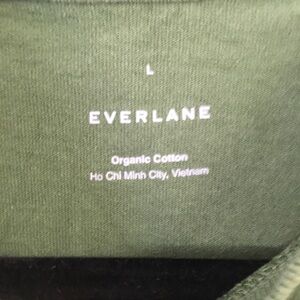 L
EVERLANE
Organic Cotton
Ho Chi Minh City, Vietnam